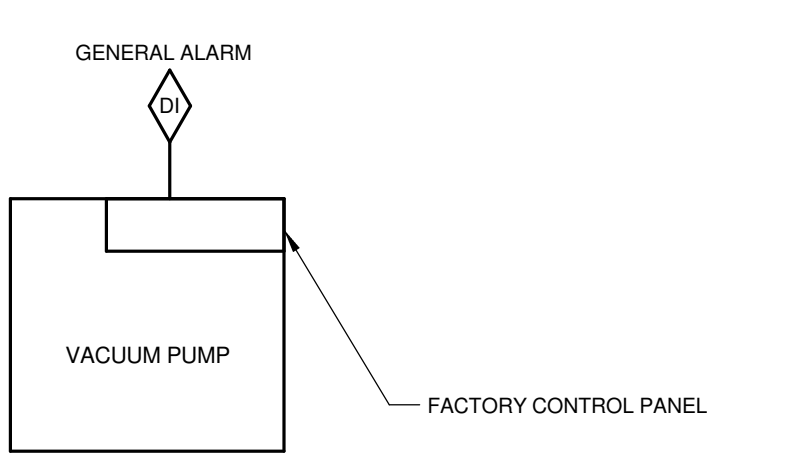 GENERAL ALARM
DI
VACUUM PUMP
FACTORY CONTROL PANEL